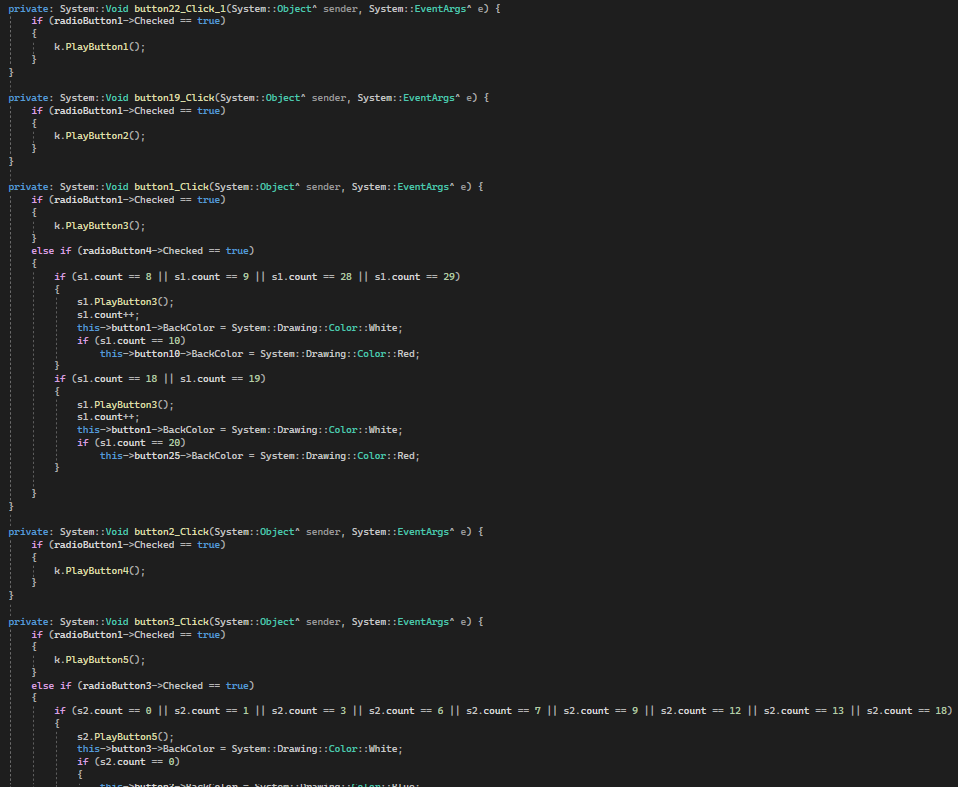 private: System::Void button22_Click_1(System::Object^ sender, System::EventArgs^ e) {
    if (radioButton1->Checked == true)
    {
        k.PlayButton1();
    }
}
private: System::Void button19_Click(System::Object^ sender, System::EventArgs^ e) {
    if (radioButton1->Checked == true)
    {
        k.PlayButton2();
    }
}
private: System::Void button1_Click(System::Object^ sender, System::EventArgs^ e) {
    if (radioButton1->Checked == true)
    {
        k.PlayButton3();
    }
    else if (radioButton4->Checked == true)
    {
        if (s1.count == 8 || s1.count == 9 || s1.count == 28 || s1.count == 29)
        {
            s1.PlayButton3();
            s1.count++;
            this->button1->BackColor = System::Drawing::Color::White;
            if (s1.count == 10)
                this->button10->BackColor = System::Drawing::Color::Red;
        }
        if (s1.count == 18 || s1.count == 19)
        {
            s1.PlayButton3();
            s1.count++;
            this->button1->BackColor = System::Drawing::Color::White;
            if (s1.count == 20)
                this->button25->BackColor = System::Drawing::Color::Red;
        }
    }
}
private: System::Void button2_Click(System::Object^ sender, System::EventArgs^ e) {
    if (radioButton1->Checked == true)
    {
        k.PlayButton4();
    }
}
private: System::Void button3_Click(System::Object^ sender, System::EventArgs^ e) {
    if (radioButton1->Checked == true)
    {
        k.PlayButton5();
    }
    else if (radioButton3->Checked == true)
    {
        if (s2.count == 0 || s2.count == 1 || s2.count == 3 || s2.count == 6 || s2.count == 7 || s2.count == 9 || s2.count == 12 || s2.count == 13 || s2.count == 18)
        {
            s2.PlayButton5();
            this->button3->BackColor = System::Drawing::Color::White;
            if (s2.count == 0)
            {